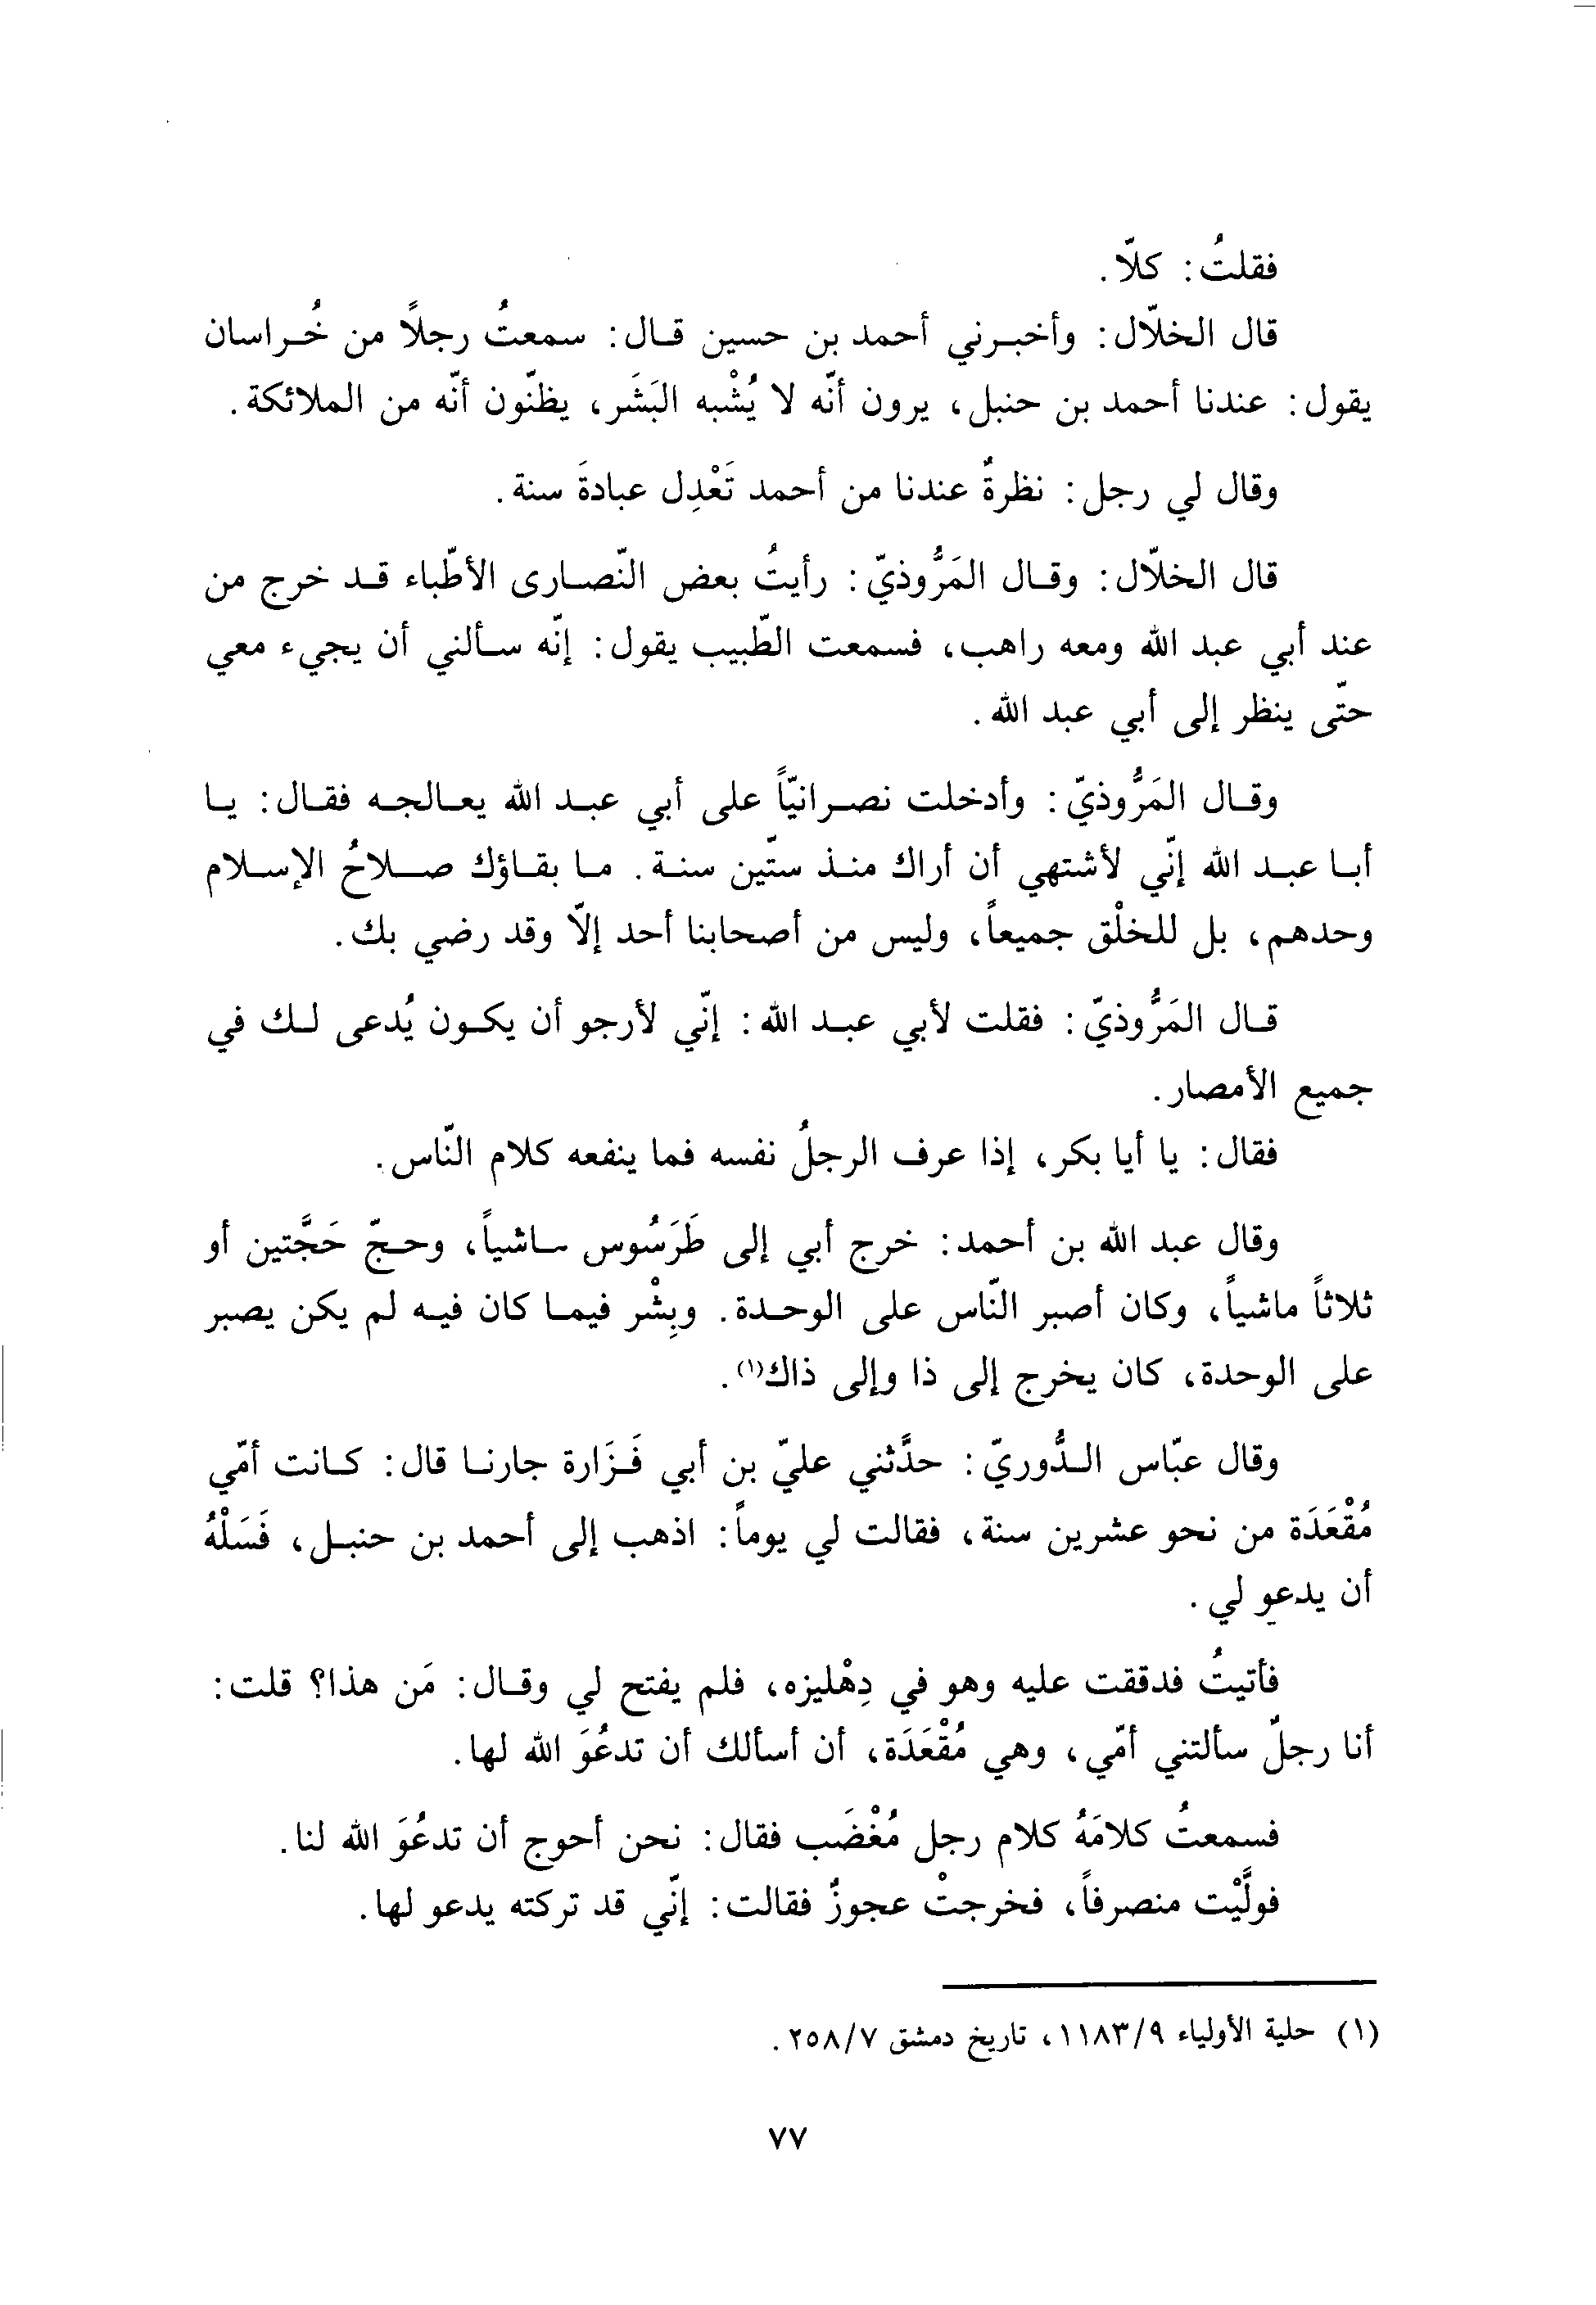 فقلتُ: كلّا.
قال الخلّال: وأخبرني أحمد بن حسين قال: سمعتُ رجلاً من خُراسان
يقول: عندنا أحمد بن حنبل، يرون أنّه لا يُشْبه البَشَر، يظنّون أنّه من الملائكة.
وقال لي رجل: نظرةٌ عندنا من أحمد تَعْدِل عبادةَ سنة.
قال الخلّال: وقال المَرُّوذيّ: رأيتُ بعض النّصارى الأطّباء قد خرج من
عند أبي عبد الله ومعه راهب، فسمعت الطّبيب يقول: إنّه سألني أن يجيء معي
حتّى ينظر إلى أبي عبد الله.
وقال المَرُّوذيّ: وأدخلت نصرانيّاً على أبي عبد الله يعالجه فقال: يا
أبا عبد الله إنّي لأشتهي أن أراك منذ ستّين سنة. ما بقاؤك صلاحُ الإسلام
وحدهم، بل للخلْق جميعاً، وليس من أصحابنا أحد إلّا وقد رضي بك.
قال المَرُّوذيّ: فقلت لأبي عبد الله: إنّي لأرجو أن يكون يُدعى لك في
جميع الأمصار.
فقال: يا أيا بكر، إذا عرف الرجلُ نفسه فما ينفعه كلام النّاس.
وقال عبد الله بن أحمد: خرج أبي إلى طَرَسُوس ماشياً، وحجّ حَجَّتين أو
ثلاثاً ماشياً، وكان أصبر النّاس على الوحدة. وبِشْر فيما كان فيه لم يكن يصبر
على الوحدة، كان يخرج إلى ذا وإلى ذاك(١).
وقال عبّاس الدُّوريّ: حدَّثني عليّ بن أبي فَزَارة جارنا قال: كانت أمّي
مُقْعَدَة من نحو عشرين سنة، فقالت لي يوماً: اذهب إلى أحمد بن حنبل، فَسَلْهُ
أن يدعو لي.
فأتيتُ فدققت عليه وهو في دِهْليزه، فلم يفتح لي وقال: مَن هذا؟ قلت:
أنا رجلٌ سألتني أمّي، وهي مُقْعَدَة، أن أسألك أن تدعُوَ الله لها.
فسمعتُ كلامَهُ كلام رجل مُغْضَب فقال: نحن أحوج أن تدعُوَ الله لنا.
فولَّيْت منصرفاً، فخرجتْ عجوزٌ فقالت: إنّي قد تركته يدعو لها.
(١) حلية الأولياء ١١٨٣/٩، تاريخ دمشق ٢٥٨/٧.
٧٧